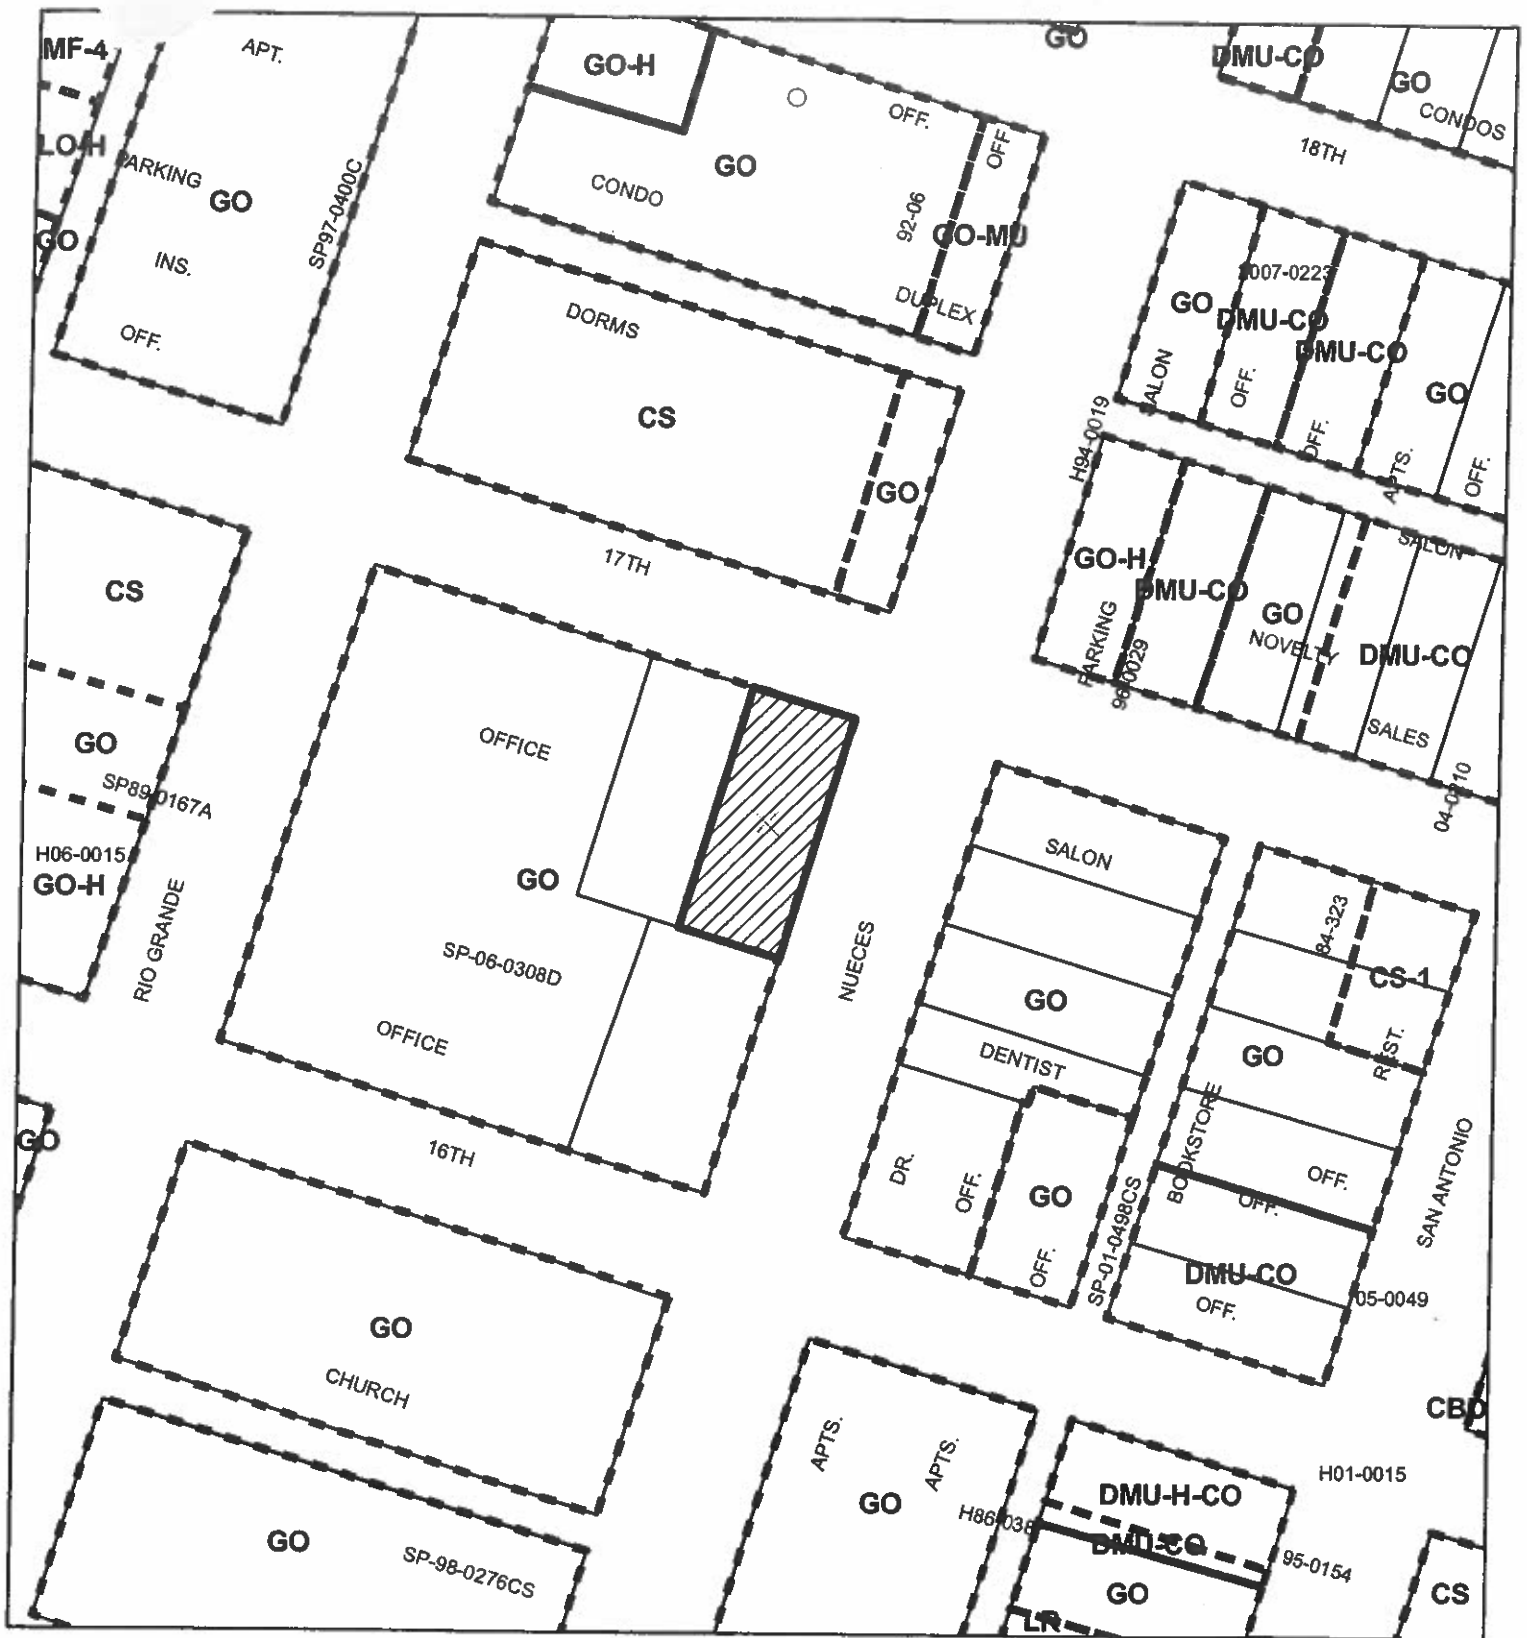 MF-4
APT.
GO-H
GO
DMU-CO
GO
CONDOS
18TH
LO-H
ARKING
GO
SP97-0400C
OFF.
OFF
GO
CONDO
92-06
GO-MU
GO
INS.
OFF.
DUPLEX
DORMS
CS
GO
007-0223
GO
DMU-CO
DMU-CO
GO
ALON
OFF.
OFF.
APTS.
OFF.
H94-0019
17TH
SALON
GO-H
DMU-CO
GO
NOVELTY
DMU-CO
PARKING
96-0029
SALES
04-0210
CS
GO
SP89-0167A
H06-0015
GO-H
RIO GRANDE
OFFICE
GO
SP-06-0308D
OFFICE
NUECES
SALON
GO
DENTIST
DR.
OFF.
GO
OFF.
84-323
CS-1
REST.
GO
BOOKSTORE
OFF.
OFF.
DMU-CO
OFF.
SP-01-0498CS
SAN ANTONIO
05-0049
GO
16TH
GO
CHURCH
CBD
APTS.
APTS.
GO
H86-038
DMU-H-CO
DMU-CO
GO
LR
H01-0015
95-0154
CS
GO
SP-98-0276CS